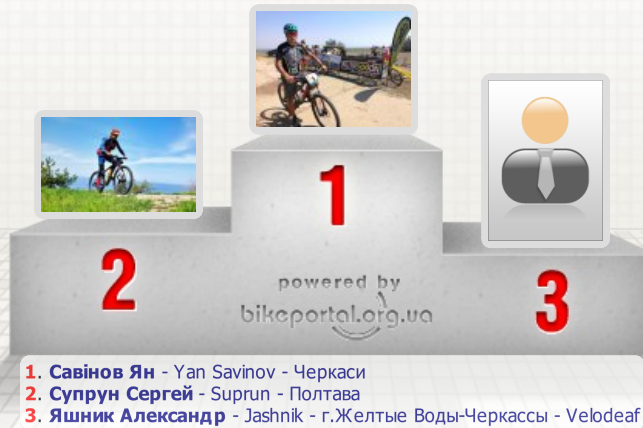 1
2
3
powered by
bikeportal.org.ua
1. Савінов Ян - Yan Savinov - Черкаси
2. Супрун Сергей - Suprun - Полтава
3. Яшник Александр - Jashnik - г.Желтые Воды-Черкассы - Velodeaf